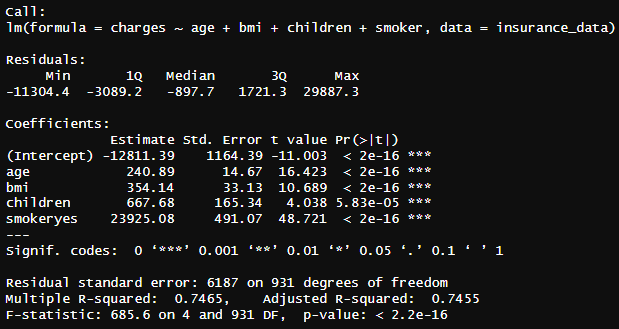 Call:
lm(formula = charges ~ age + bmi + children + smoker, data = insurance_data)
Residuals:
Min 1Q Median 3Q Max
-11304.4 -3089.2 -897.7 1721.3 29887.3
Coefficients:
Estimate Std. Error t value Pr(>|t|)
(Intercept) -12811.39 1164.39 -11.003 < 2e-16 ***
age 240.89 14.67 16.423 < 2e-16 ***
bmi 354.14 33.13 10.689 < 2e-16 ***
children 667.68 165.34 4.038 5.83e-05 ***
smokeryes 23925.08 491.07 48.721 < 2e-16 ***
---
Signif. codes: 0 ‘***’ 0.001 ‘**’ 0.01 ‘*’ 0.05 ‘.’ 0.1 ‘ ’ 1
Residual standard error: 6187 on 931 degrees of freedom
Multiple R-squared: 0.7465, Adjusted R-squared: 0.7455
F-statistic: 685.6 on 4 and 931 DF, p-value: < 2.2e-16